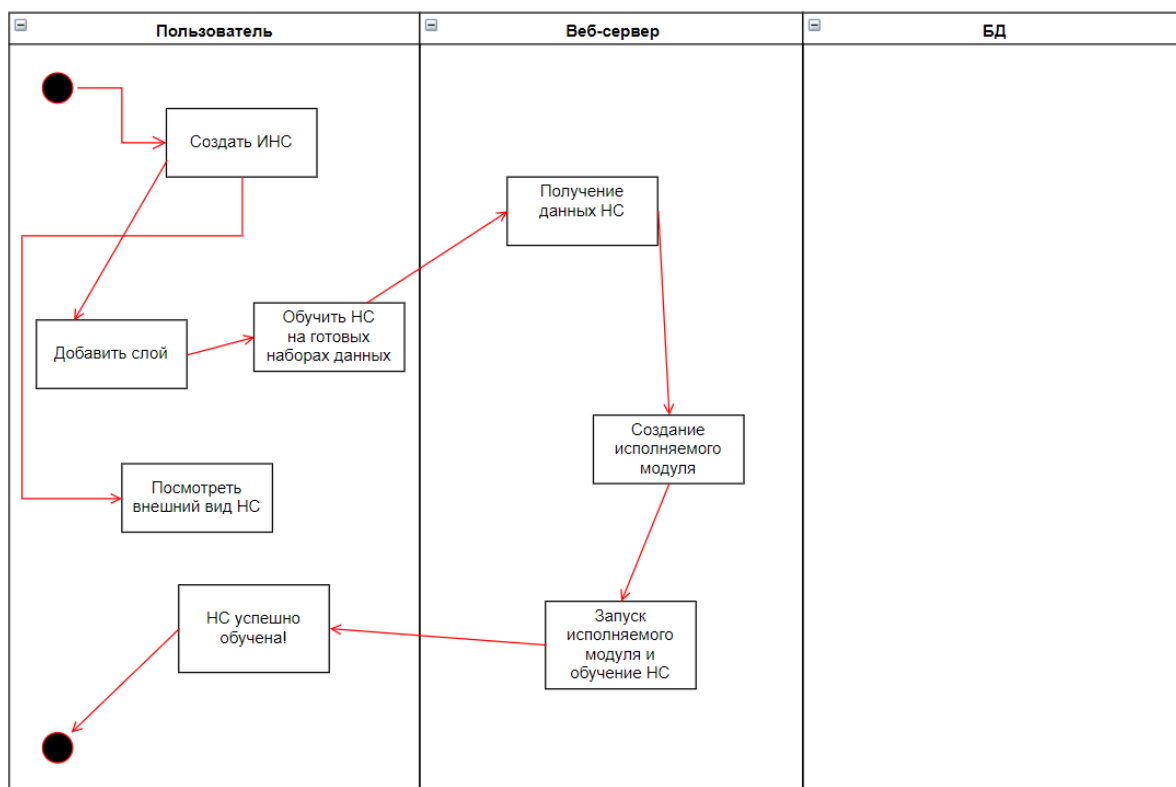 Пользователь
Веб-сервер
БД
Создать ИНС
Получение
данных НС
Обучить НС
на готовых
наборах данных
Добавить слой
Создание
исполняемого
модуля
Посмотреть
внешний вид НС
НС успешно
обучена!
Запуск
исполняемого
модуля и
обучение НС